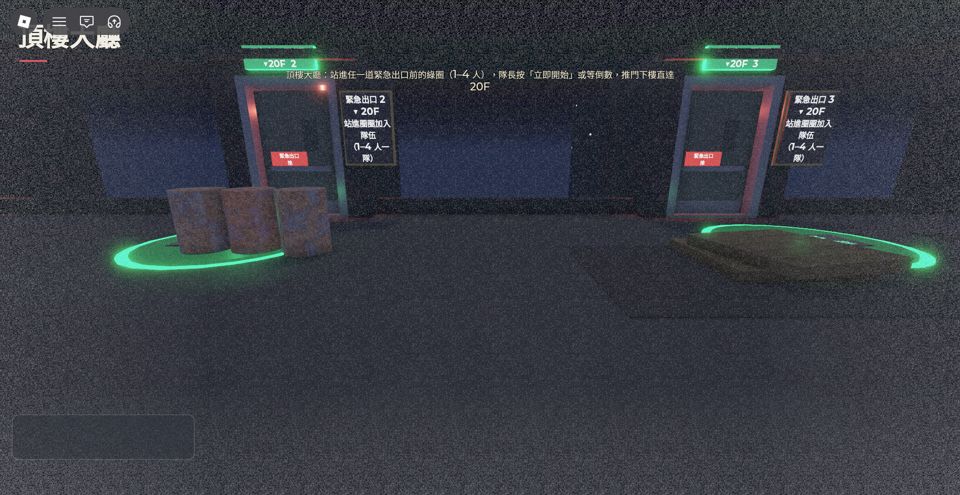 頂樓大廳
▼20F 2
▼20F 3
頂樓大廳：站進任一道緊急出口前的綠圈（1–4 人），隊長按「立即開始」或等倒數，推門下樓直達
20F
緊急出口 2
▼ 20F
站進圈圈加入
隊伍
（1–4 人一
隊）
緊急出口 3
▼ 20F
站進圈圈加入
隊伍
（1–4 人一
隊）
緊急出口
推
緊急出口
推